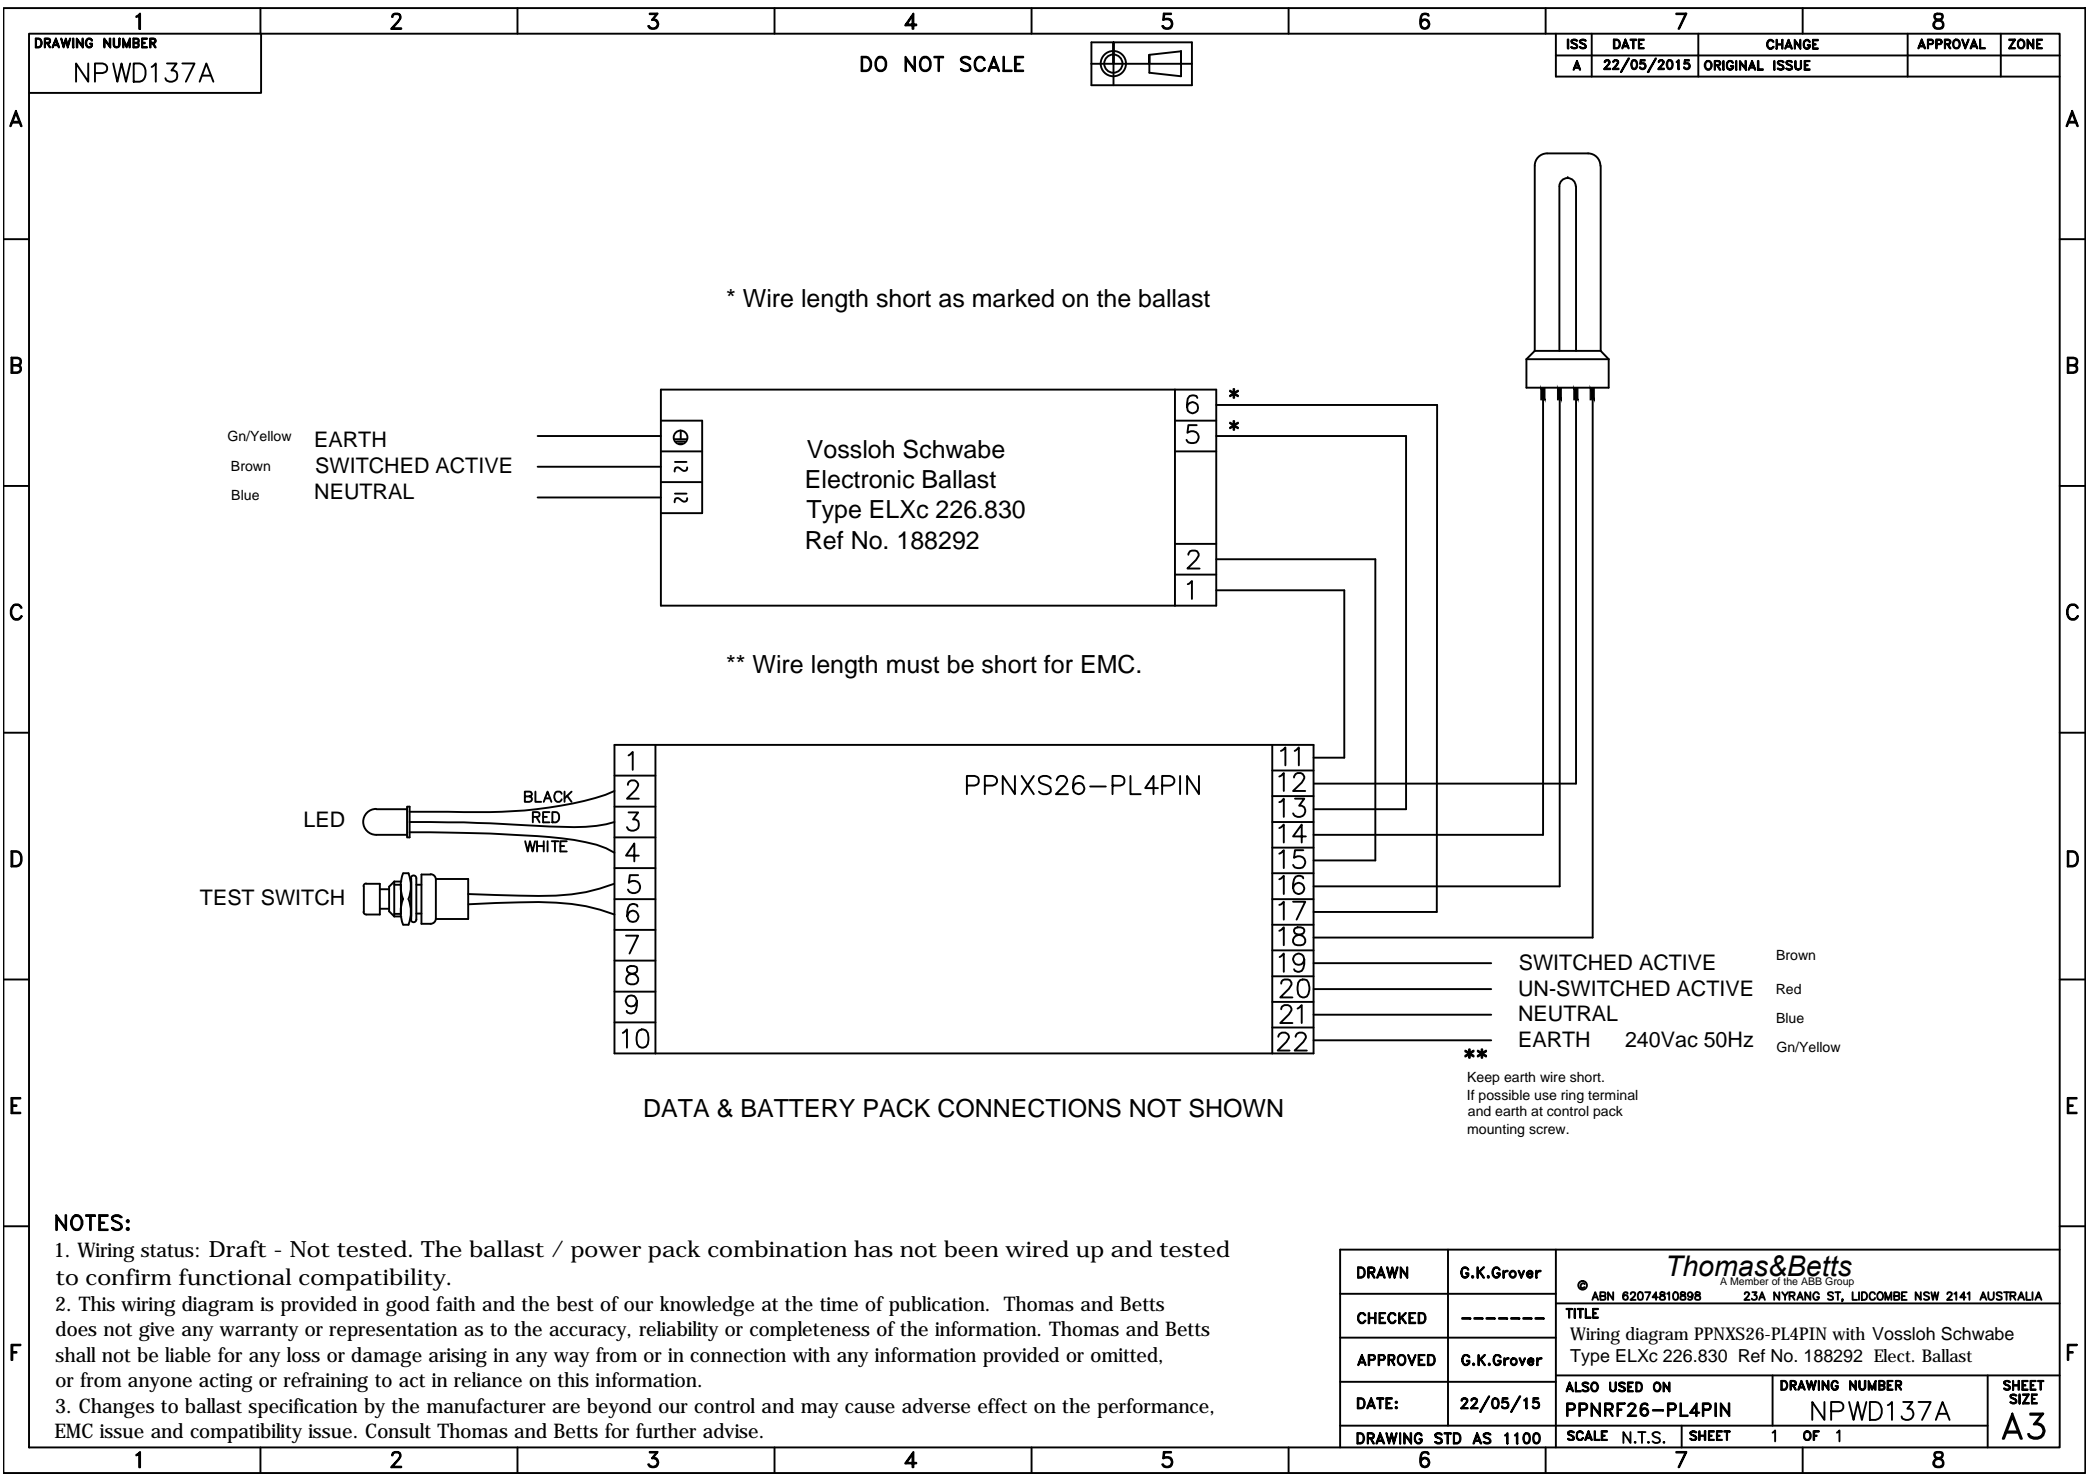 1 2 3 4 5 6 7 8
DRAWING NUMBER
NPWD137A
DO NOT SCALE
ISS DATE CHANGE APPROVAL ZONE
A 22/05/2015 ORIGINAL ISSUE
A A
* Wire length short as marked on the ballast
B B
6 *
5 *
Gn/Yellow EARTH
Brown SWITCHED ACTIVE
Blue NEUTRAL
Vossloh Schwabe
Electronic Ballast
Type ELXc 226.830
Ref No. 188292
2
1
C C
** Wire length must be short for EMC.
PPNXS26-PL4PIN
1
2
3
4
5
6
7
8
9
10
BLACK
RED
WHITE
LED
TEST SWITCH
D D
11
12
13
14
15
16
17
18
19
20
21
22
SWITCHED ACTIVE Brown
UN-SWITCHED ACTIVE Red
NEUTRAL Blue
EARTH 240Vac 50Hz Gn/Yellow
**
Keep earth wire short.
If possible use ring terminal
and earth at control pack
mounting screw.
DATA & BATTERY PACK CONNECTIONS NOT SHOWN
E E
NOTES:
1. Wiring status: Draft - Not tested. The ballast / power pack combination has not been wired up and tested
to confirm functional compatibility.
2. This wiring diagram is provided in good faith and the best of our knowledge at the time of publication. Thomas and Betts
does not give any warranty or representation as to the accuracy, reliability or completeness of the information. Thomas and Betts
shall not be liable for any loss or damage arising in any way from or in connection with any information provided or omitted,
or from anyone acting or refraining to act in reliance on this information.
3. Changes to ballast specification by the manufacturer are beyond our control and may cause adverse effect on the performance,
EMC issue and compatibility issue. Consult Thomas and Betts for further advise.
F F
DRAWN G.K.Grover
CHECKED -------
APPROVED G.K.Grover
DATE: 22/05/15
DRAWING STD AS 1100
Thomas&Betts
A Member of the ABB Group
© ABN 62074810898 23A NYRANG ST, LIDCOMBE NSW 2141 AUSTRALIA
TITLE
Wiring diagram PPNXS26-PL4PIN with Vossloh Schwabe
Type ELXc 226.830 Ref No. 188292 Elect. Ballast
ALSO USED ON
PPNRF26-PL4PIN
DRAWING NUMBER
NPWD137A
SHEET
SIZE
A3
SCALE N.T.S. SHEET 1 OF 1
1 2 3 4 5 6 7 8